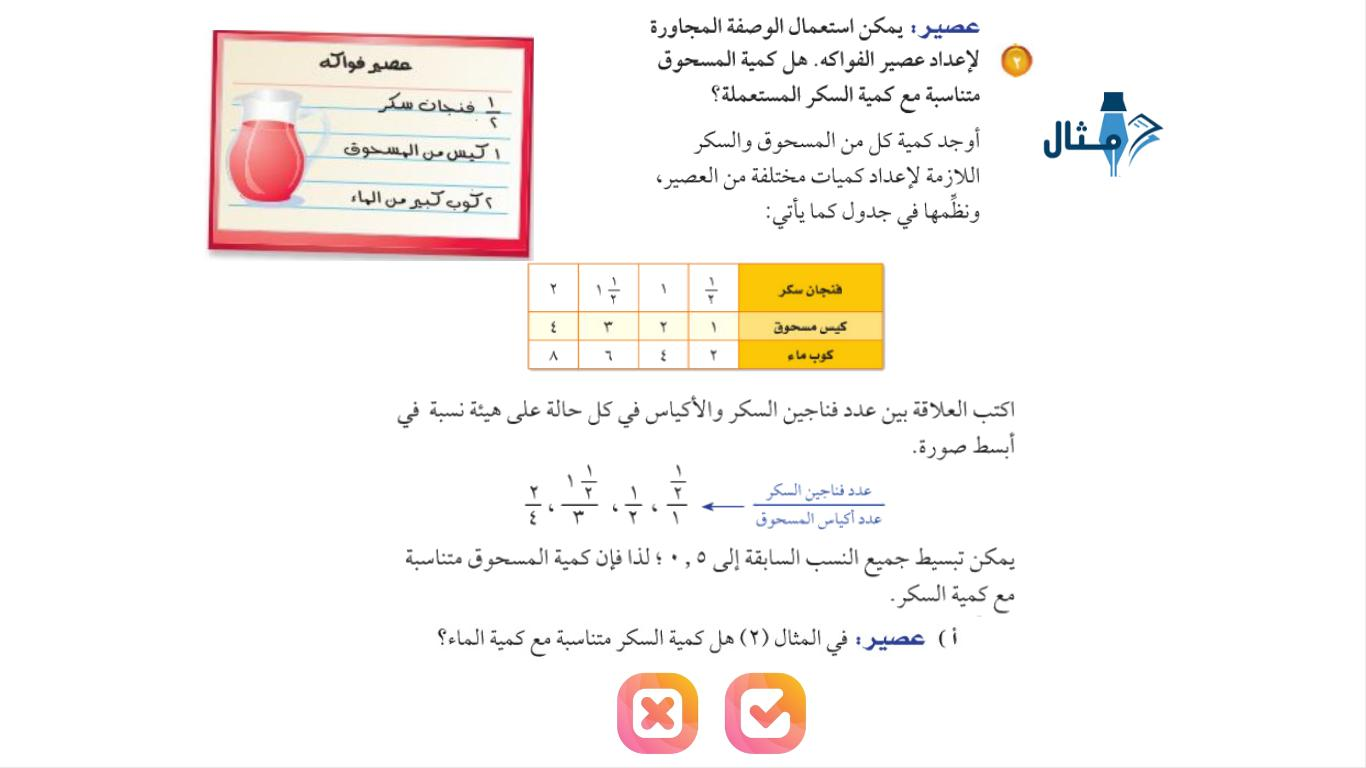 عصير: يمكن استعمال الوصفة المجاورة
٢ لإعداد عصير الفواكه. هل كمية المسحوق
متناسبة مع كمية السكر المستعملة؟
مثال
أوجد كمية كل من المسحوق والسكر
اللازمة لإعداد كميات مختلفة من العصير،
ونظِّمها في جدول كما يأتي:
عصير فواكه
١/٢ فنجان سكر
١ كيس من المسحوق
٢ كوب كبير من الماء
فنجان سكر ١/٢ ١ ١ ١/٢ ٢
كيس مسحوق ١ ٢ ٣ ٤
كوب ماء ٢ ٤ ٦ ٨
اكتب العلاقة بين عدد فناجين السكر والأكياس في كل حالة على هيئة نسبة في
أبسط صورة.
عدد فناجين السكر / عدد أكياس المسحوق ← (١/٢)/١ ، ١/٢ ، (١ ١/٢)/٣ ، ٢/٤
يمكن تبسيط جميع النسب السابقة إلى ٠,٥ ؛ لذا فإن كمية المسحوق متناسبة
مع كمية السكر.
أ ) عصير: في المثال (٢) هل كمية السكر متناسبة مع كمية الماء؟